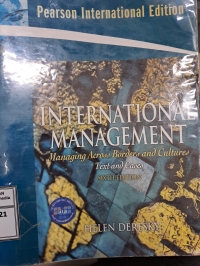 Pearson International Edition
INTERNATIONAL
MANAGEMENT
Managing Across Borders and Cultures
Text and Cases
HELEN DERESKY
21